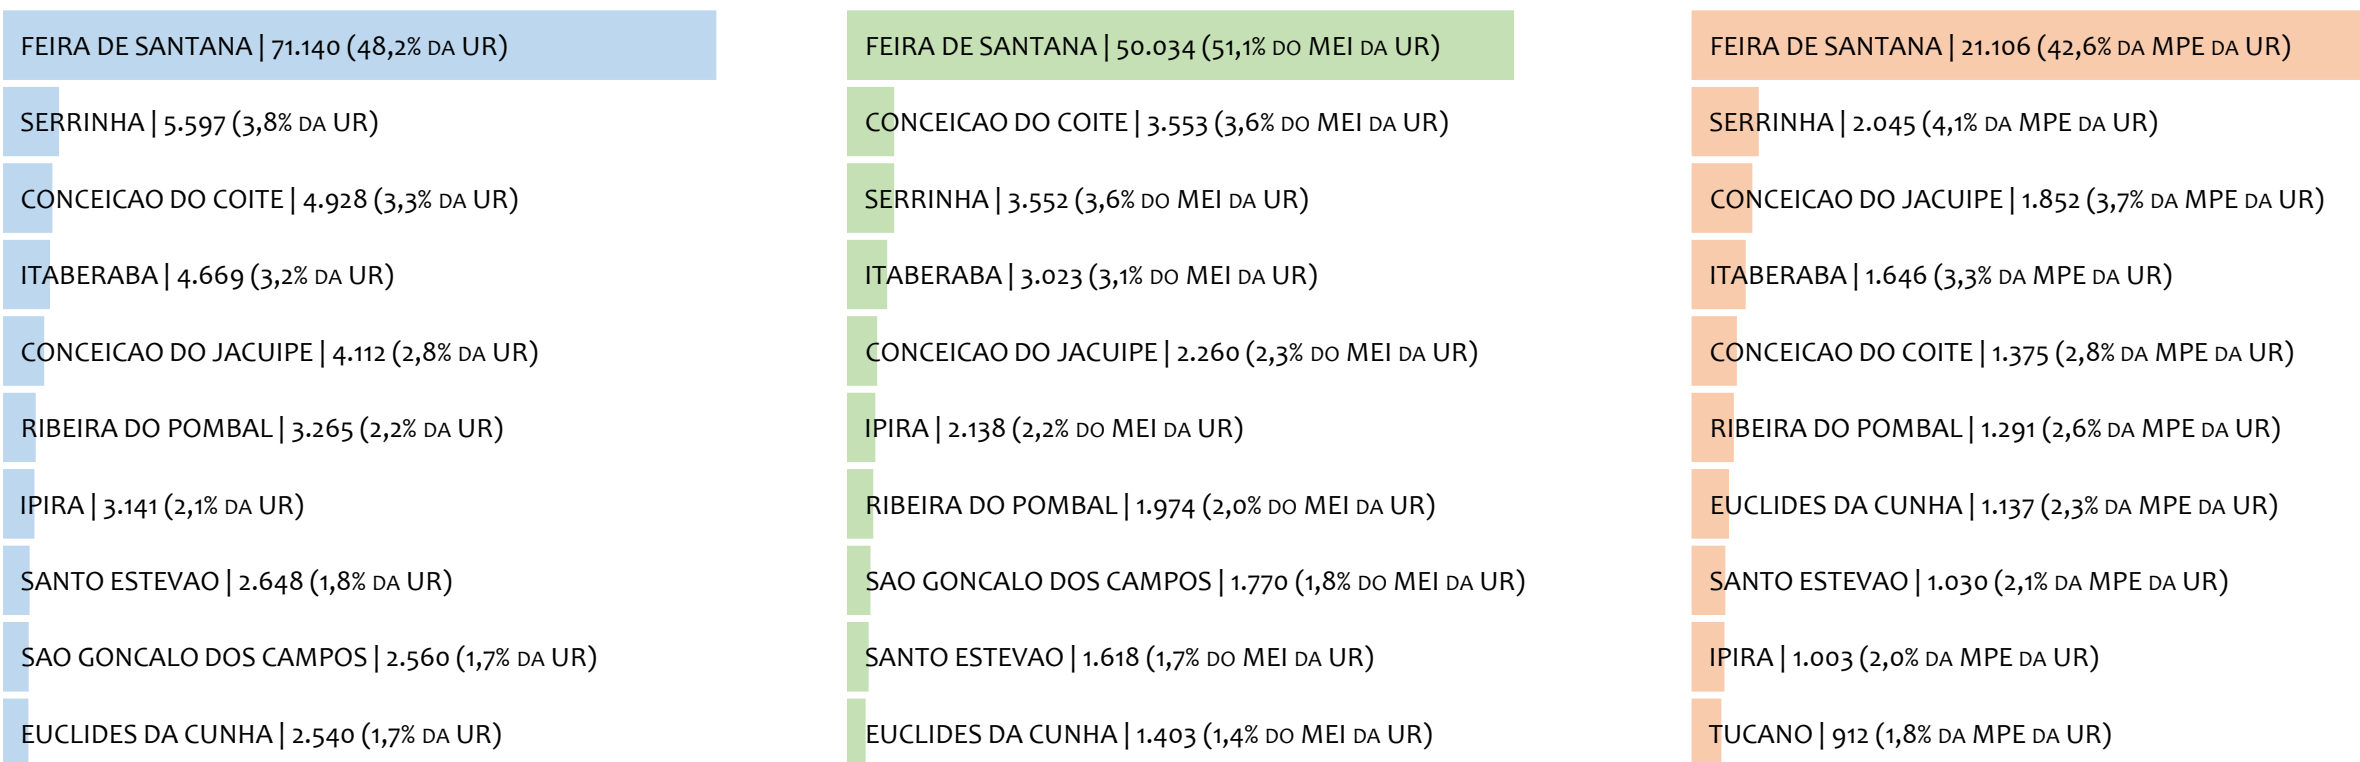 FEIRA DE SANTANA | 71.140 (48,2% DA UR)
SERRINHA | 5.597 (3,8% DA UR)
CONCEICAO DO COITE | 4.928 (3,3% DA UR)
ITABERABA | 4.669 (3,2% DA UR)
CONCEICAO DO JACUIPE | 4.112 (2,8% DA UR)
RIBEIRA DO POMBAL | 3.265 (2,2% DA UR)
IPIRA | 3.141 (2,1% DA UR)
SANTO ESTEVAO | 2.648 (1,8% DA UR)
SAO GONCALO DOS CAMPOS | 2.560 (1,7% DA UR)
EUCLIDES DA CUNHA | 2.540 (1,7% DA UR)
FEIRA DE SANTANA | 50.034 (51,1% DO MEI DA UR)
CONCEICAO DO COITE | 3.553 (3,6% DO MEI DA UR)
SERRINHA | 3.552 (3,6% DO MEI DA UR)
ITABERABA | 3.023 (3,1% DO MEI DA UR)
CONCEICAO DO JACUIPE | 2.260 (2,3% DO MEI DA UR)
IPIRA | 2.138 (2,2% DO MEI DA UR)
RIBEIRA DO POMBAL | 1.974 (2,0% DO MEI DA UR)
SAO GONCALO DOS CAMPOS | 1.770 (1,8% DO MEI DA UR)
SANTO ESTEVAO | 1.618 (1,7% DO MEI DA UR)
EUCLIDES DA CUNHA | 1.403 (1,4% DO MEI DA UR)
FEIRA DE SANTANA | 21.106 (42,6% DA MPE DA UR)
SERRINHA | 2.045 (4,1% DA MPE DA UR)
CONCEICAO DO JACUIPE | 1.852 (3,7% DA MPE DA UR)
ITABERABA | 1.646 (3,3% DA MPE DA UR)
CONCEICAO DO COITE | 1.375 (2,8% DA MPE DA UR)
RIBEIRA DO POMBAL | 1.291 (2,6% DA MPE DA UR)
EUCLIDES DA CUNHA | 1.137 (2,3% DA MPE DA UR)
SANTO ESTEVAO | 1.030 (2,1% DA MPE DA UR)
IPIRA | 1.003 (2,0% DA MPE DA UR)
TUCANO | 912 (1,8% DA MPE DA UR)